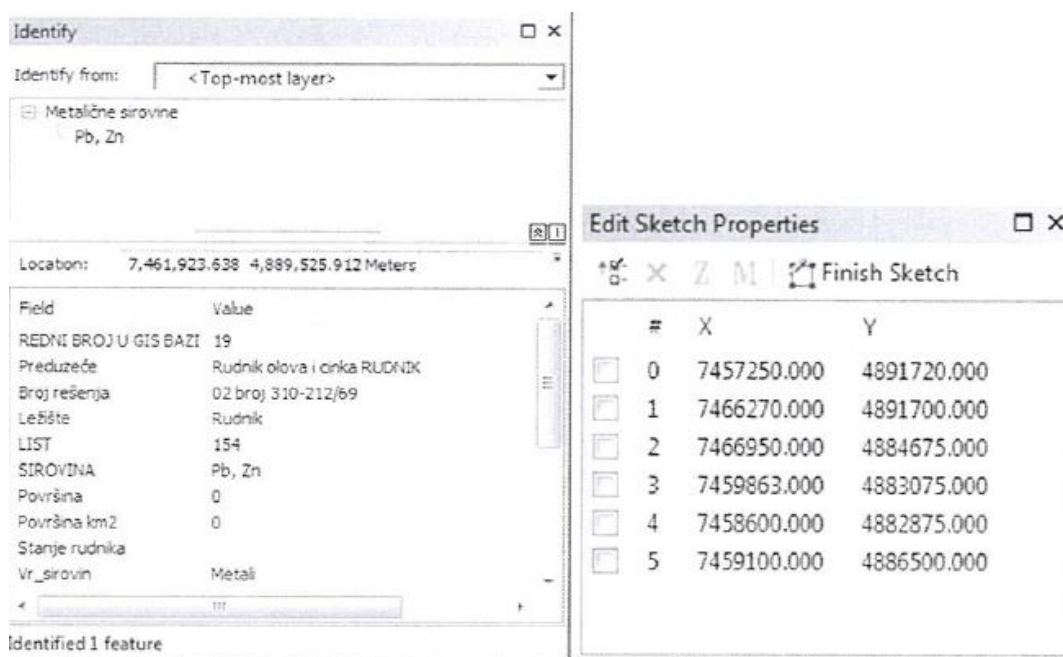 Identify
Identify from: <Top-most layer>
Metalične sirovine
Pb, Zn
Location: 7,461,923.638 4,889,525.912 Meters
Field Value
REDNI BROJ U GIS BAZI 19
Preduzeće Rudnik olova i cinka RUDNIK
Broj rešenja 02 broj 310-212/69
Ležište Rudnik
LIST 154
SIROVINA Pb, Zn
Površina 0
Površina km2 0
Stanje rudnika
Vr_sirovin Metali
Identified 1 feature
Edit Sketch Properties
Z M Finish Sketch
# X Y
0 7457250.000 4891720.000
1 7466270.000 4891700.000
2 7466950.000 4884675.000
3 7459863.000 4883075.000
4 7458600.000 4882875.000
5 7459100.000 4886500.000